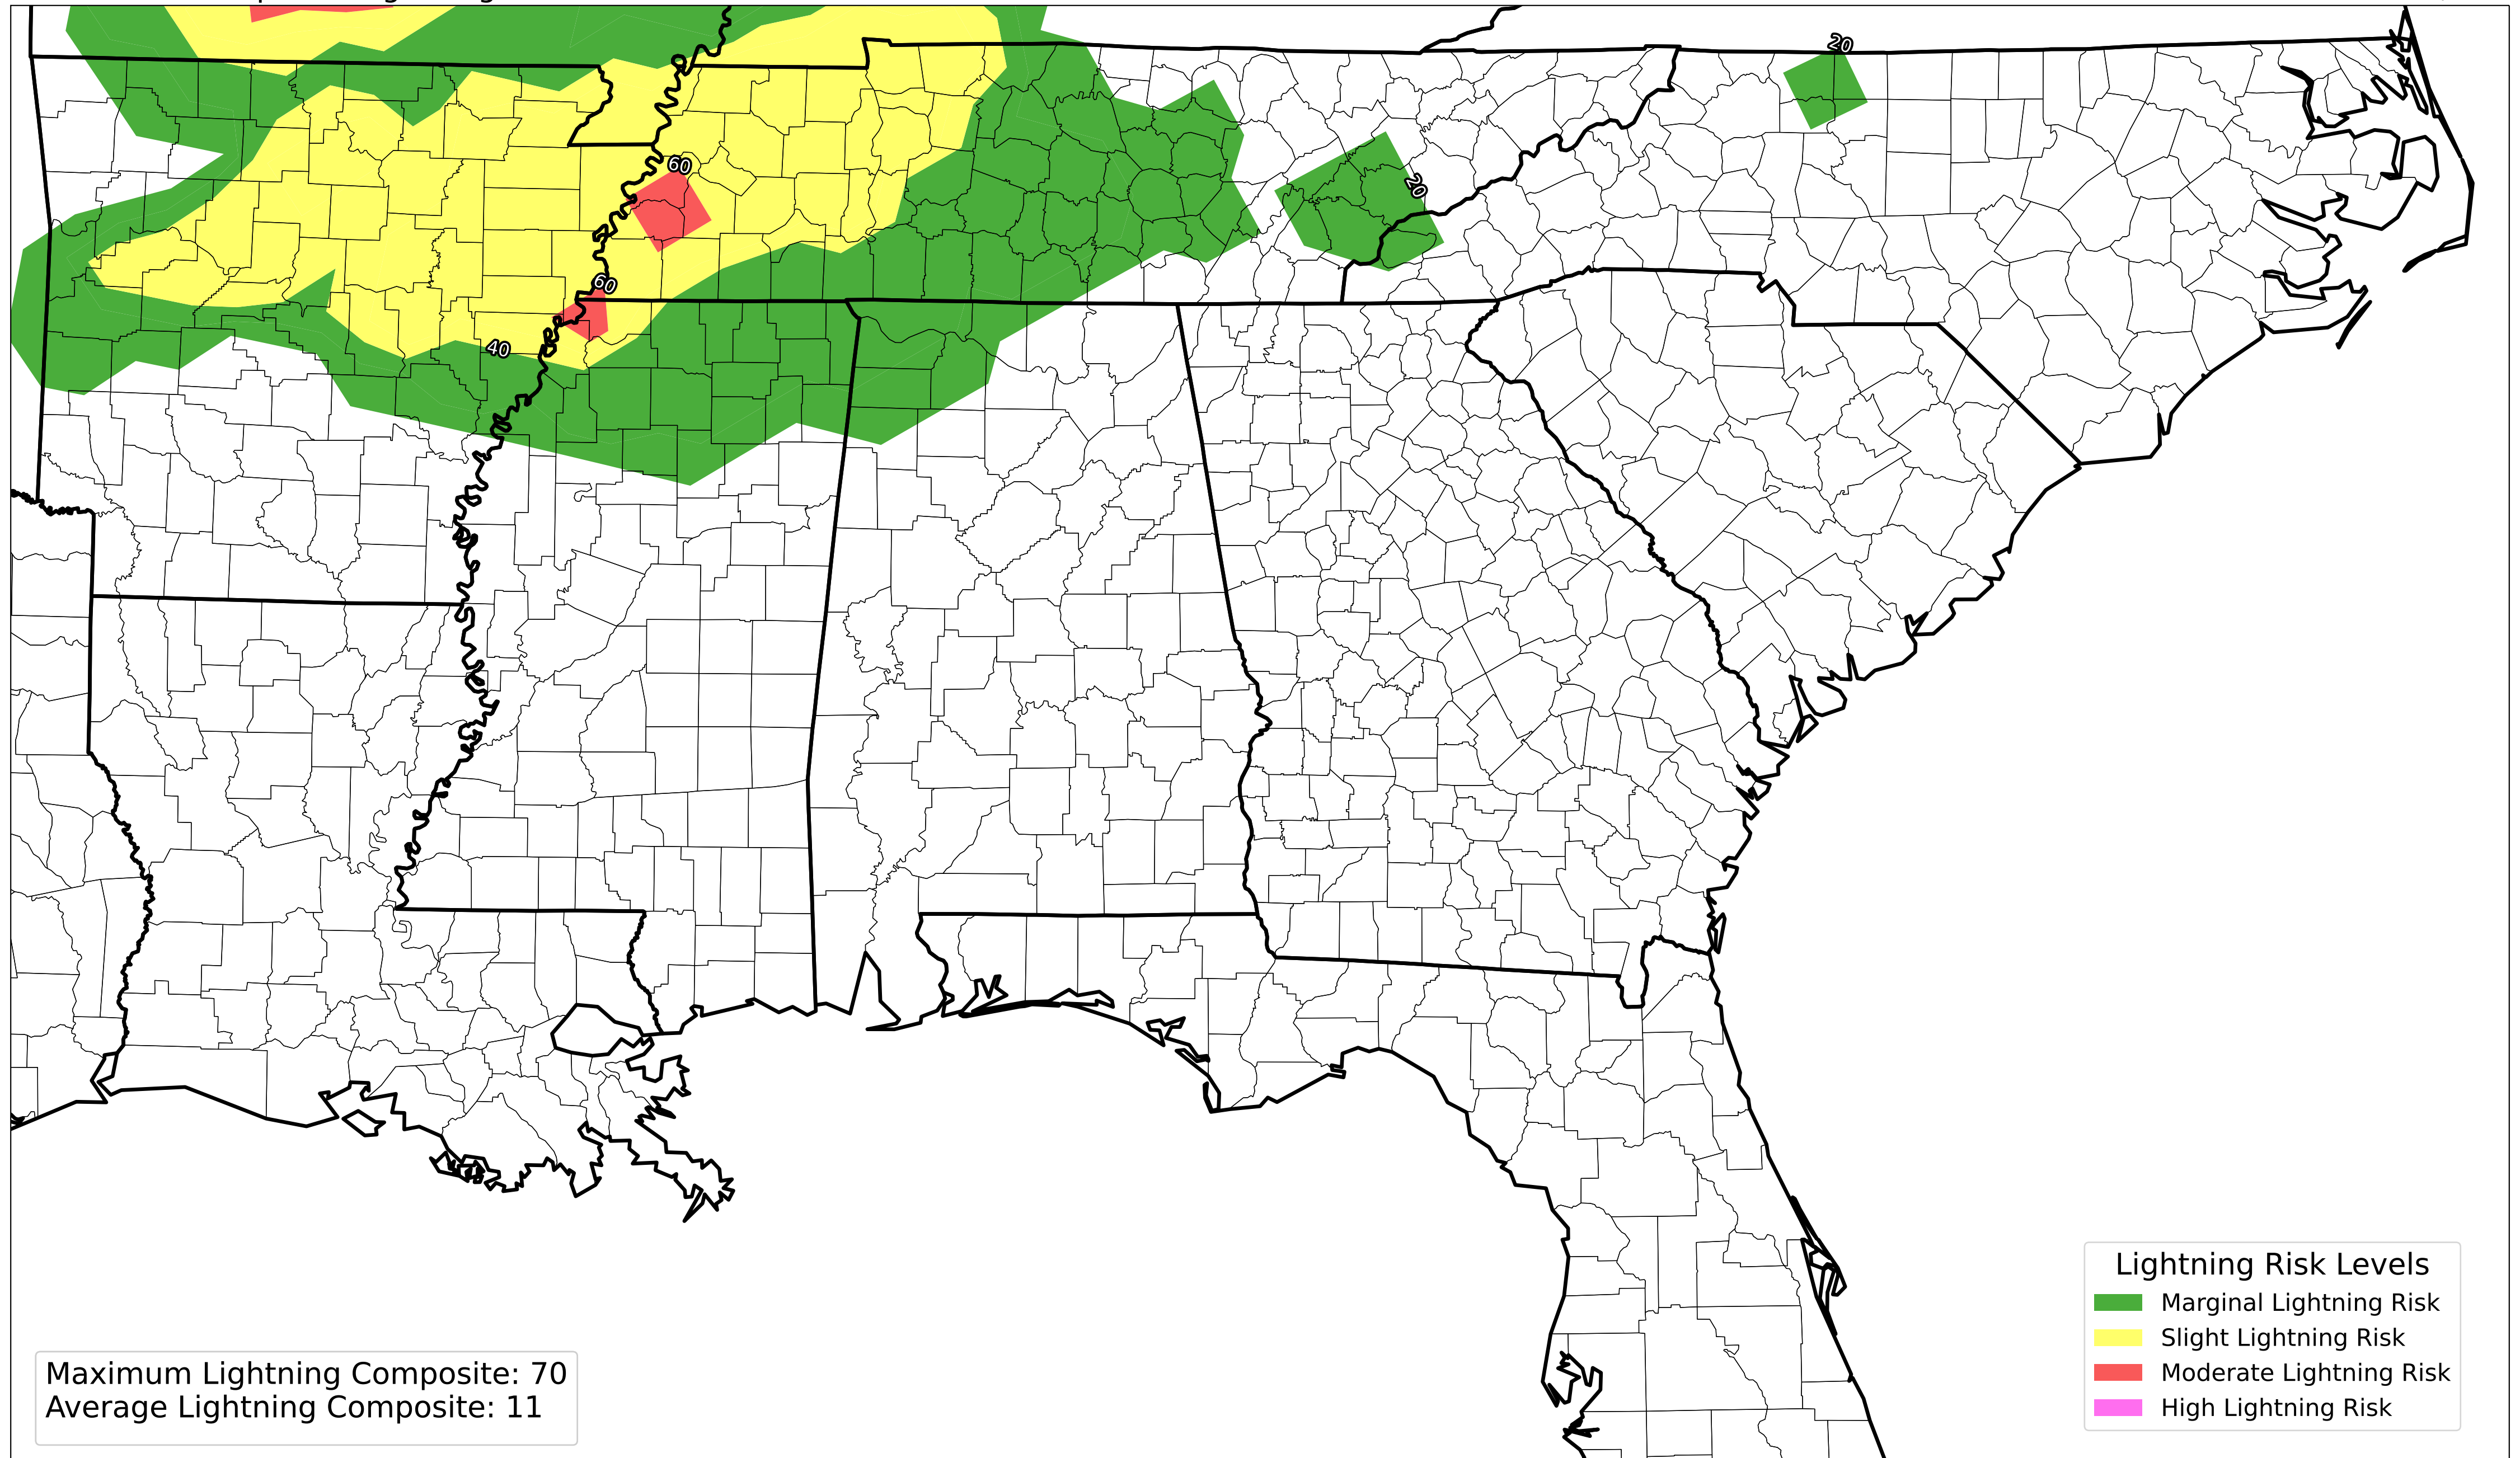 20
60
20
60
40
Lightning Risk Levels
Marginal Lightning Risk
Slight Lightning Risk
Moderate Lightning Risk
High Lightning Risk
Maximum Lightning Composite: 70
Average Lightning Composite: 11